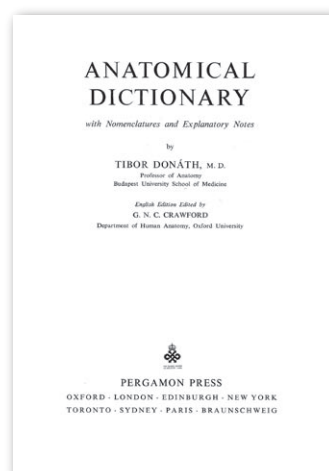 ANATOMICAL
DICTIONARY
with Nomenclatures and Explanatory Notes
by
TIBOR DONÁTH, M. D.
Professor of Anatomy
Budapest University School of Medicine
English Edition Edited by
G. N. C. CRAWFORD
Department of Human Anatomy, Oxford University
PERGAMON PRESS
OXFORD · LONDON · EDINBURGH · NEW YORK
TORONTO · SYDNEY · PARIS · BRAUNSCHWEIG